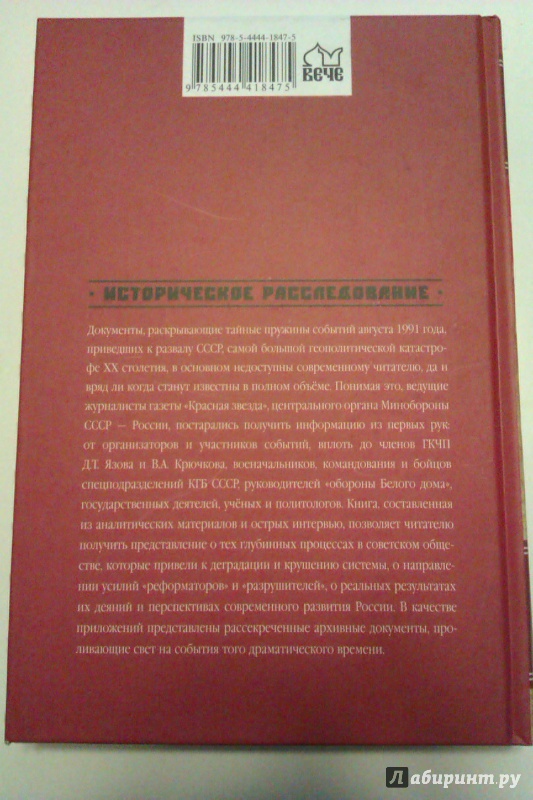 ISBN 978-5-4444-1847-5
9 785444 418475
ВЕЧЕ
· ИСТОРИЧЕСКОЕ РАССЛЕДОВАНИЕ ·
Документы, раскрывающие тайные пружины событий августа 1991 года,
приведших к развалу СССР, самой большой геополитической катастро-
фе XX столетия, в основном недоступны современному читателю, да и
вряд ли когда станут известны в полном объёме. Понимая это, ведущие
журналисты газеты «Красная звезда», центрального органа Минобороны
СССР — России, постарались получить информацию из первых рук:
от организаторов и участников событий, вплоть до членов ГКЧП
Д.Т. Язова и В.А. Крючкова, военачальников, командования и бойцов
спецподразделений КГБ СССР, руководителей «обороны Белого дома»,
государственных деятелей, учёных и политологов. Книга, составленная
из аналитических материалов и острых интервью, позволяет читателю
получить представление о тех глубинных процессах в советском обще-
стве, которые привели к деградации и крушению системы, о направле-
нии усилий «реформаторов» и «разрушителей», о реальных результатах
их деяний и перспективах современного развития России. В качестве
приложений представлены рассекреченные архивные документы, про-
ливающие свет на события того драматического времени.
Лабиринт.ру